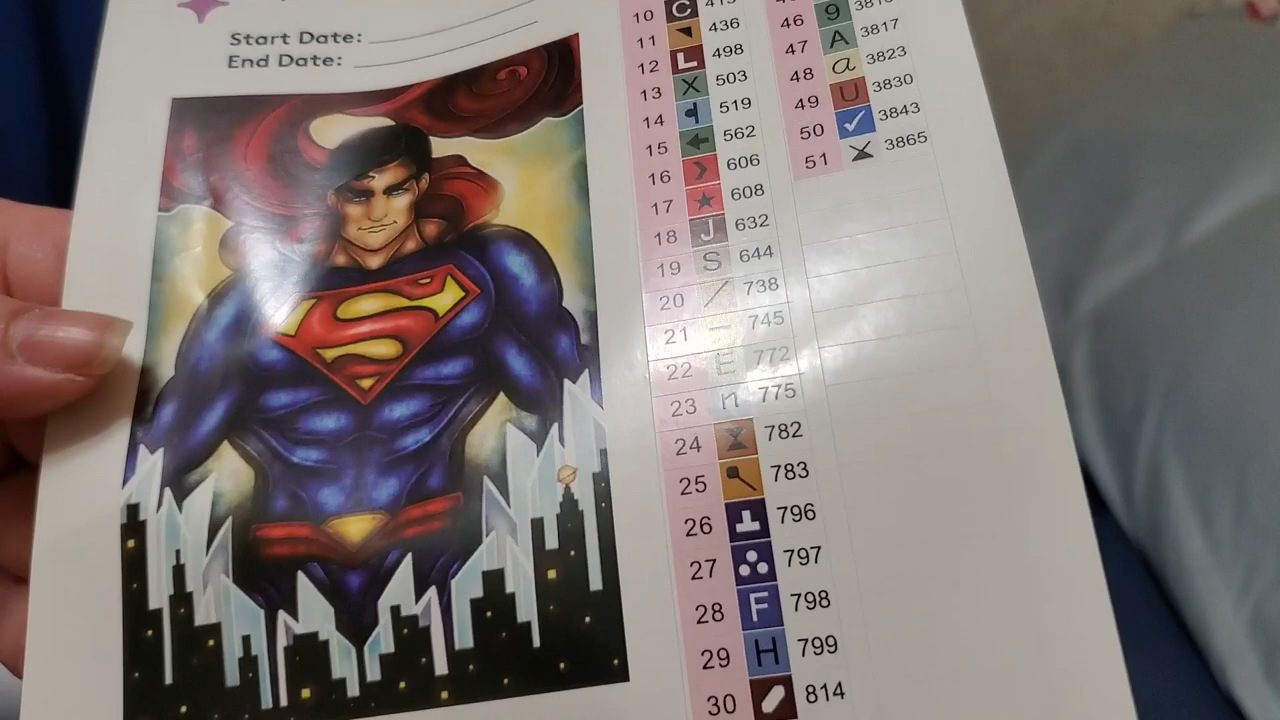 Start Date:
End Date:
S
10 C 415
11 436
12 L 498
13 X 503
14 519
15 562
16 606
17 608
18 J 632
19 S 644
20 / 738
21 — 745
22 E 772
23 n 775
24 782
25 783
26 796
27 797
28 F 798
29 H 799
30 814
46 9
47 A 3817
48 a 3823
49 U 3830
50 ✓ 3843
51 3865